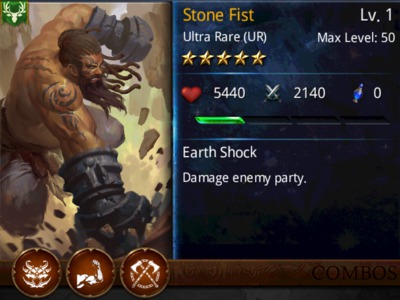 Stone Fist Lv. 1
Ultra Rare (UR) Max Level: 50
5440 2140 0
Earth Shock
Damage enemy party.
COMBOS